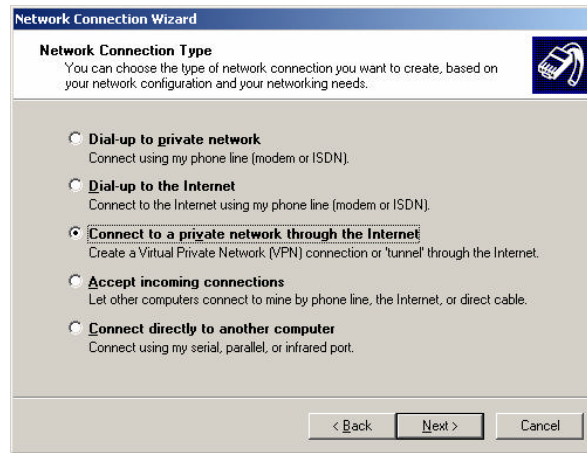 Network Connection Wizard
Network Connection Type
You can choose the type of network connection you want to create, based on
your network configuration and your networking needs.
Dial-up to private network
Connect using my phone line (modem or ISDN).
Dial-up to the Internet
Connect to the Internet using my phone line (modem or ISDN).
Connect to a private network through the Internet
Create a Virtual Private Network (VPN) connection or 'tunnel' through the Internet.
Accept incoming connections
Let other computers connect to mine by phone line, the Internet, or direct cable.
Connect directly to another computer
Connect using my serial, parallel, or infrared port.
< Back Next > Cancel